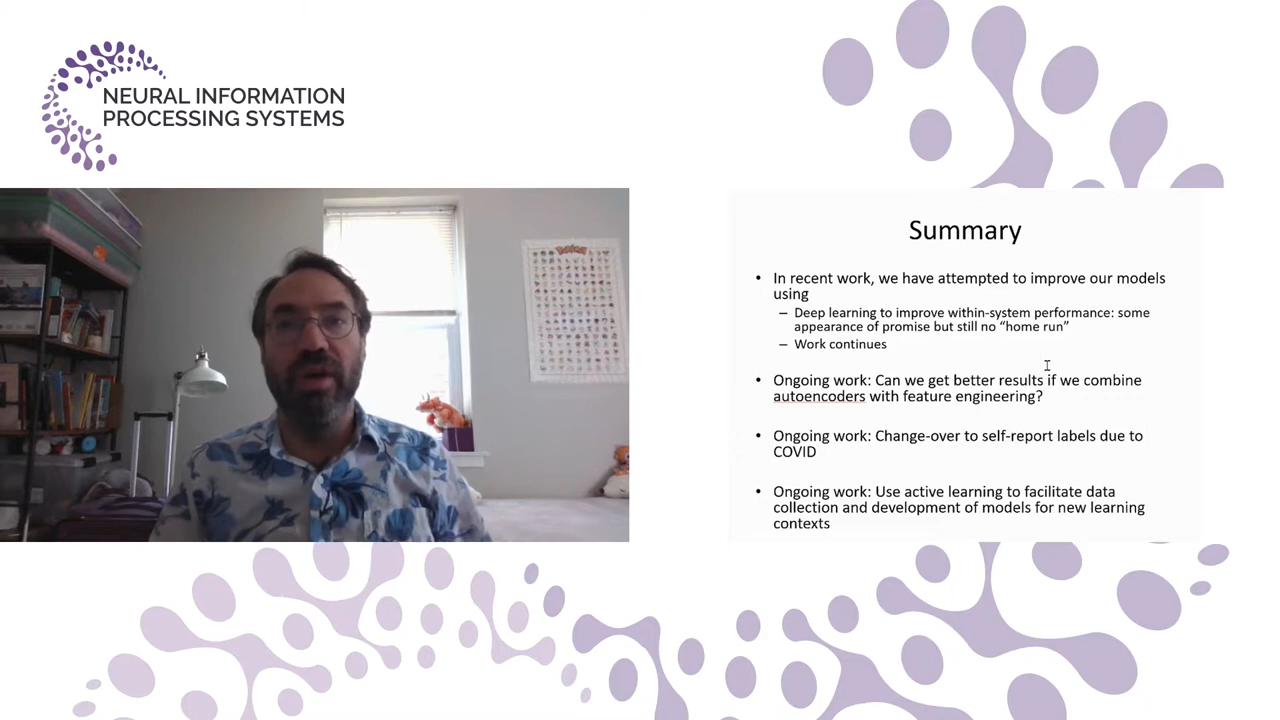 NEURAL INFORMATION
PROCESSING SYSTEMS
Pokémon
Summary
• In recent work, we have attempted to improve our models
using
– Deep learning to improve within-system performance: some
appearance of promise but still no “home run”
– Work continues
• Ongoing work: Can we get better results if we combine
autoencoders with feature engineering?
• Ongoing work: Change-over to self-report labels due to
COVID
• Ongoing work: Use active learning to facilitate data
collection and development of models for new learning
contexts